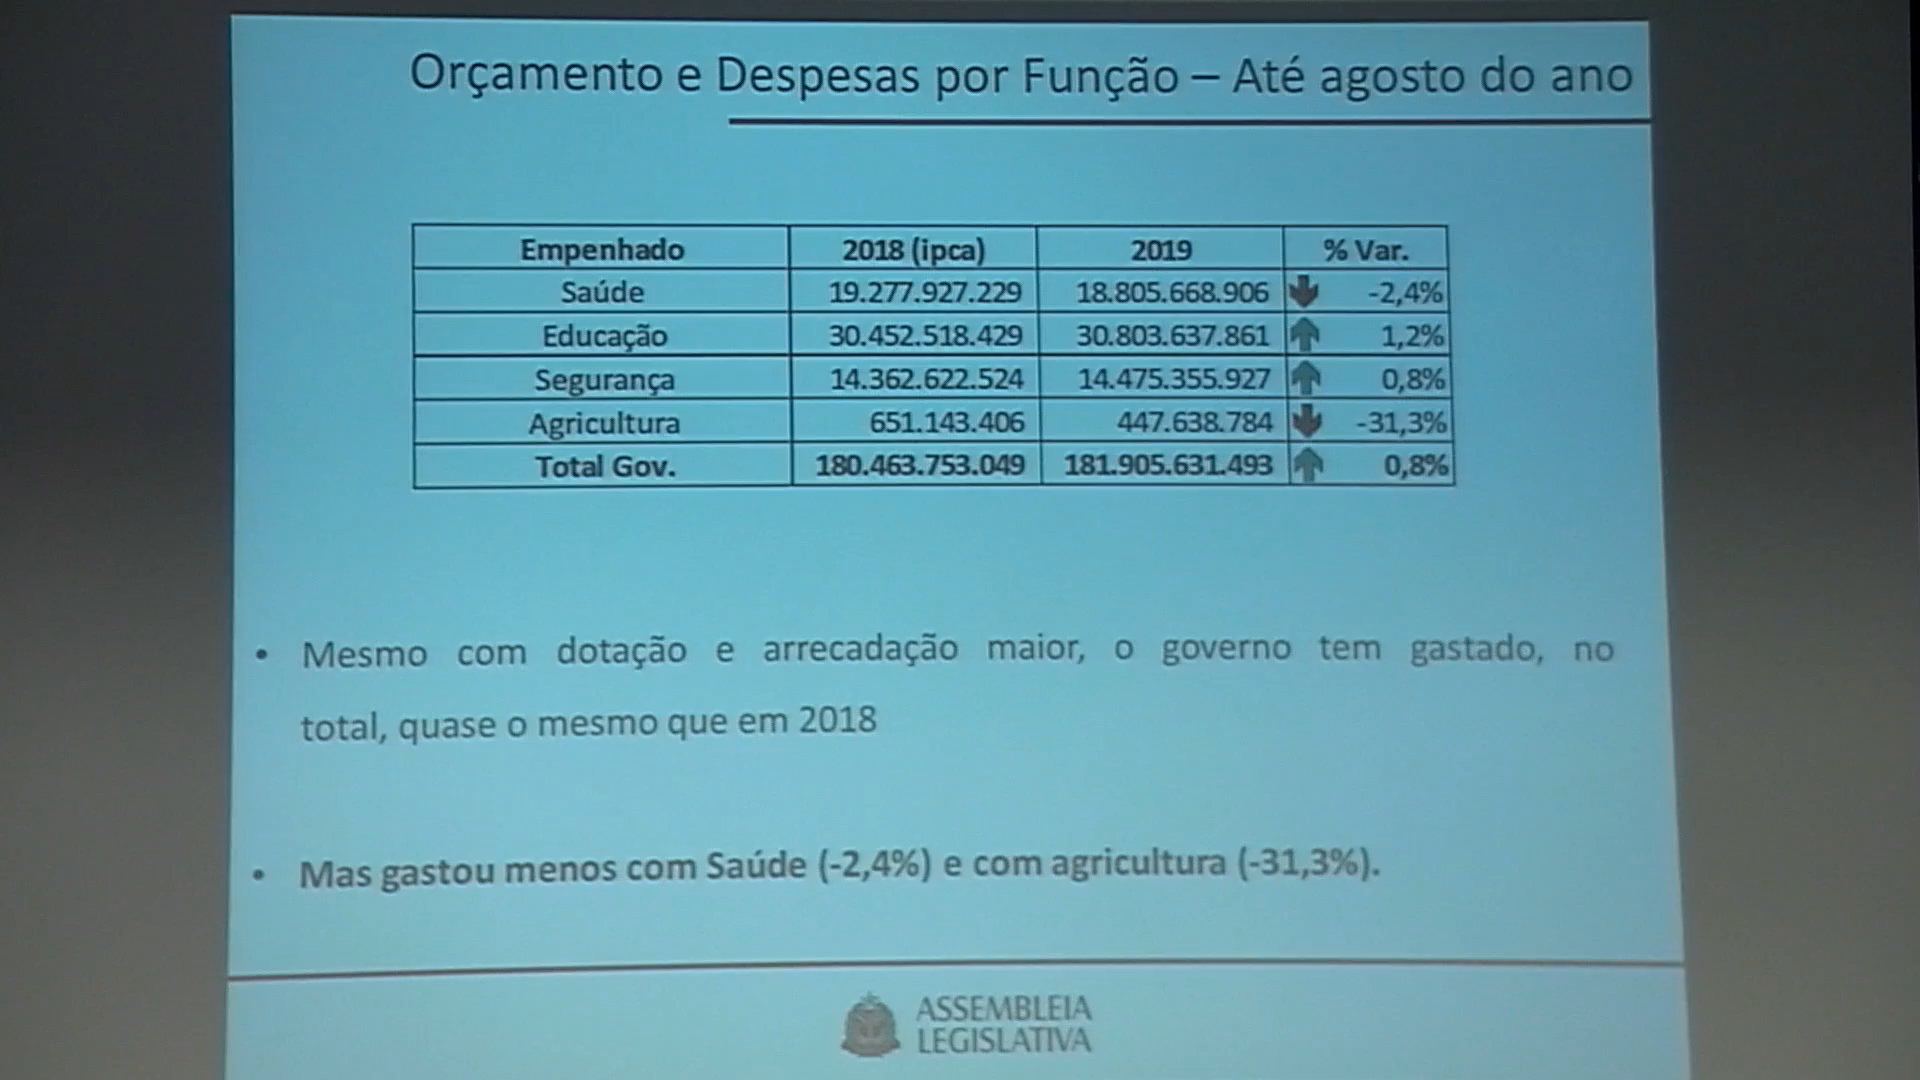 Orçamento e Despesas por Função – Até agosto do ano
Empenhado 2018 (ipca) 2019 % Var.
Saúde 19.277.927.229 18.805.668.906 -2,4%
Educação 30.452.518.429 30.803.637.861 1,2%
Segurança 14.362.622.524 14.475.355.927 0,8%
Agricultura 651.143.406 447.638.784 -31,3%
Total Gov. 180.463.753.049 181.905.631.493 0,8%
• Mesmo com dotação e arrecadação maior, o governo tem gastado, no
total, quase o mesmo que em 2018
• Mas gastou menos com Saúde (-2,4%) e com agricultura (-31,3%).
ASSEMBLEIA
LEGISLATIVA